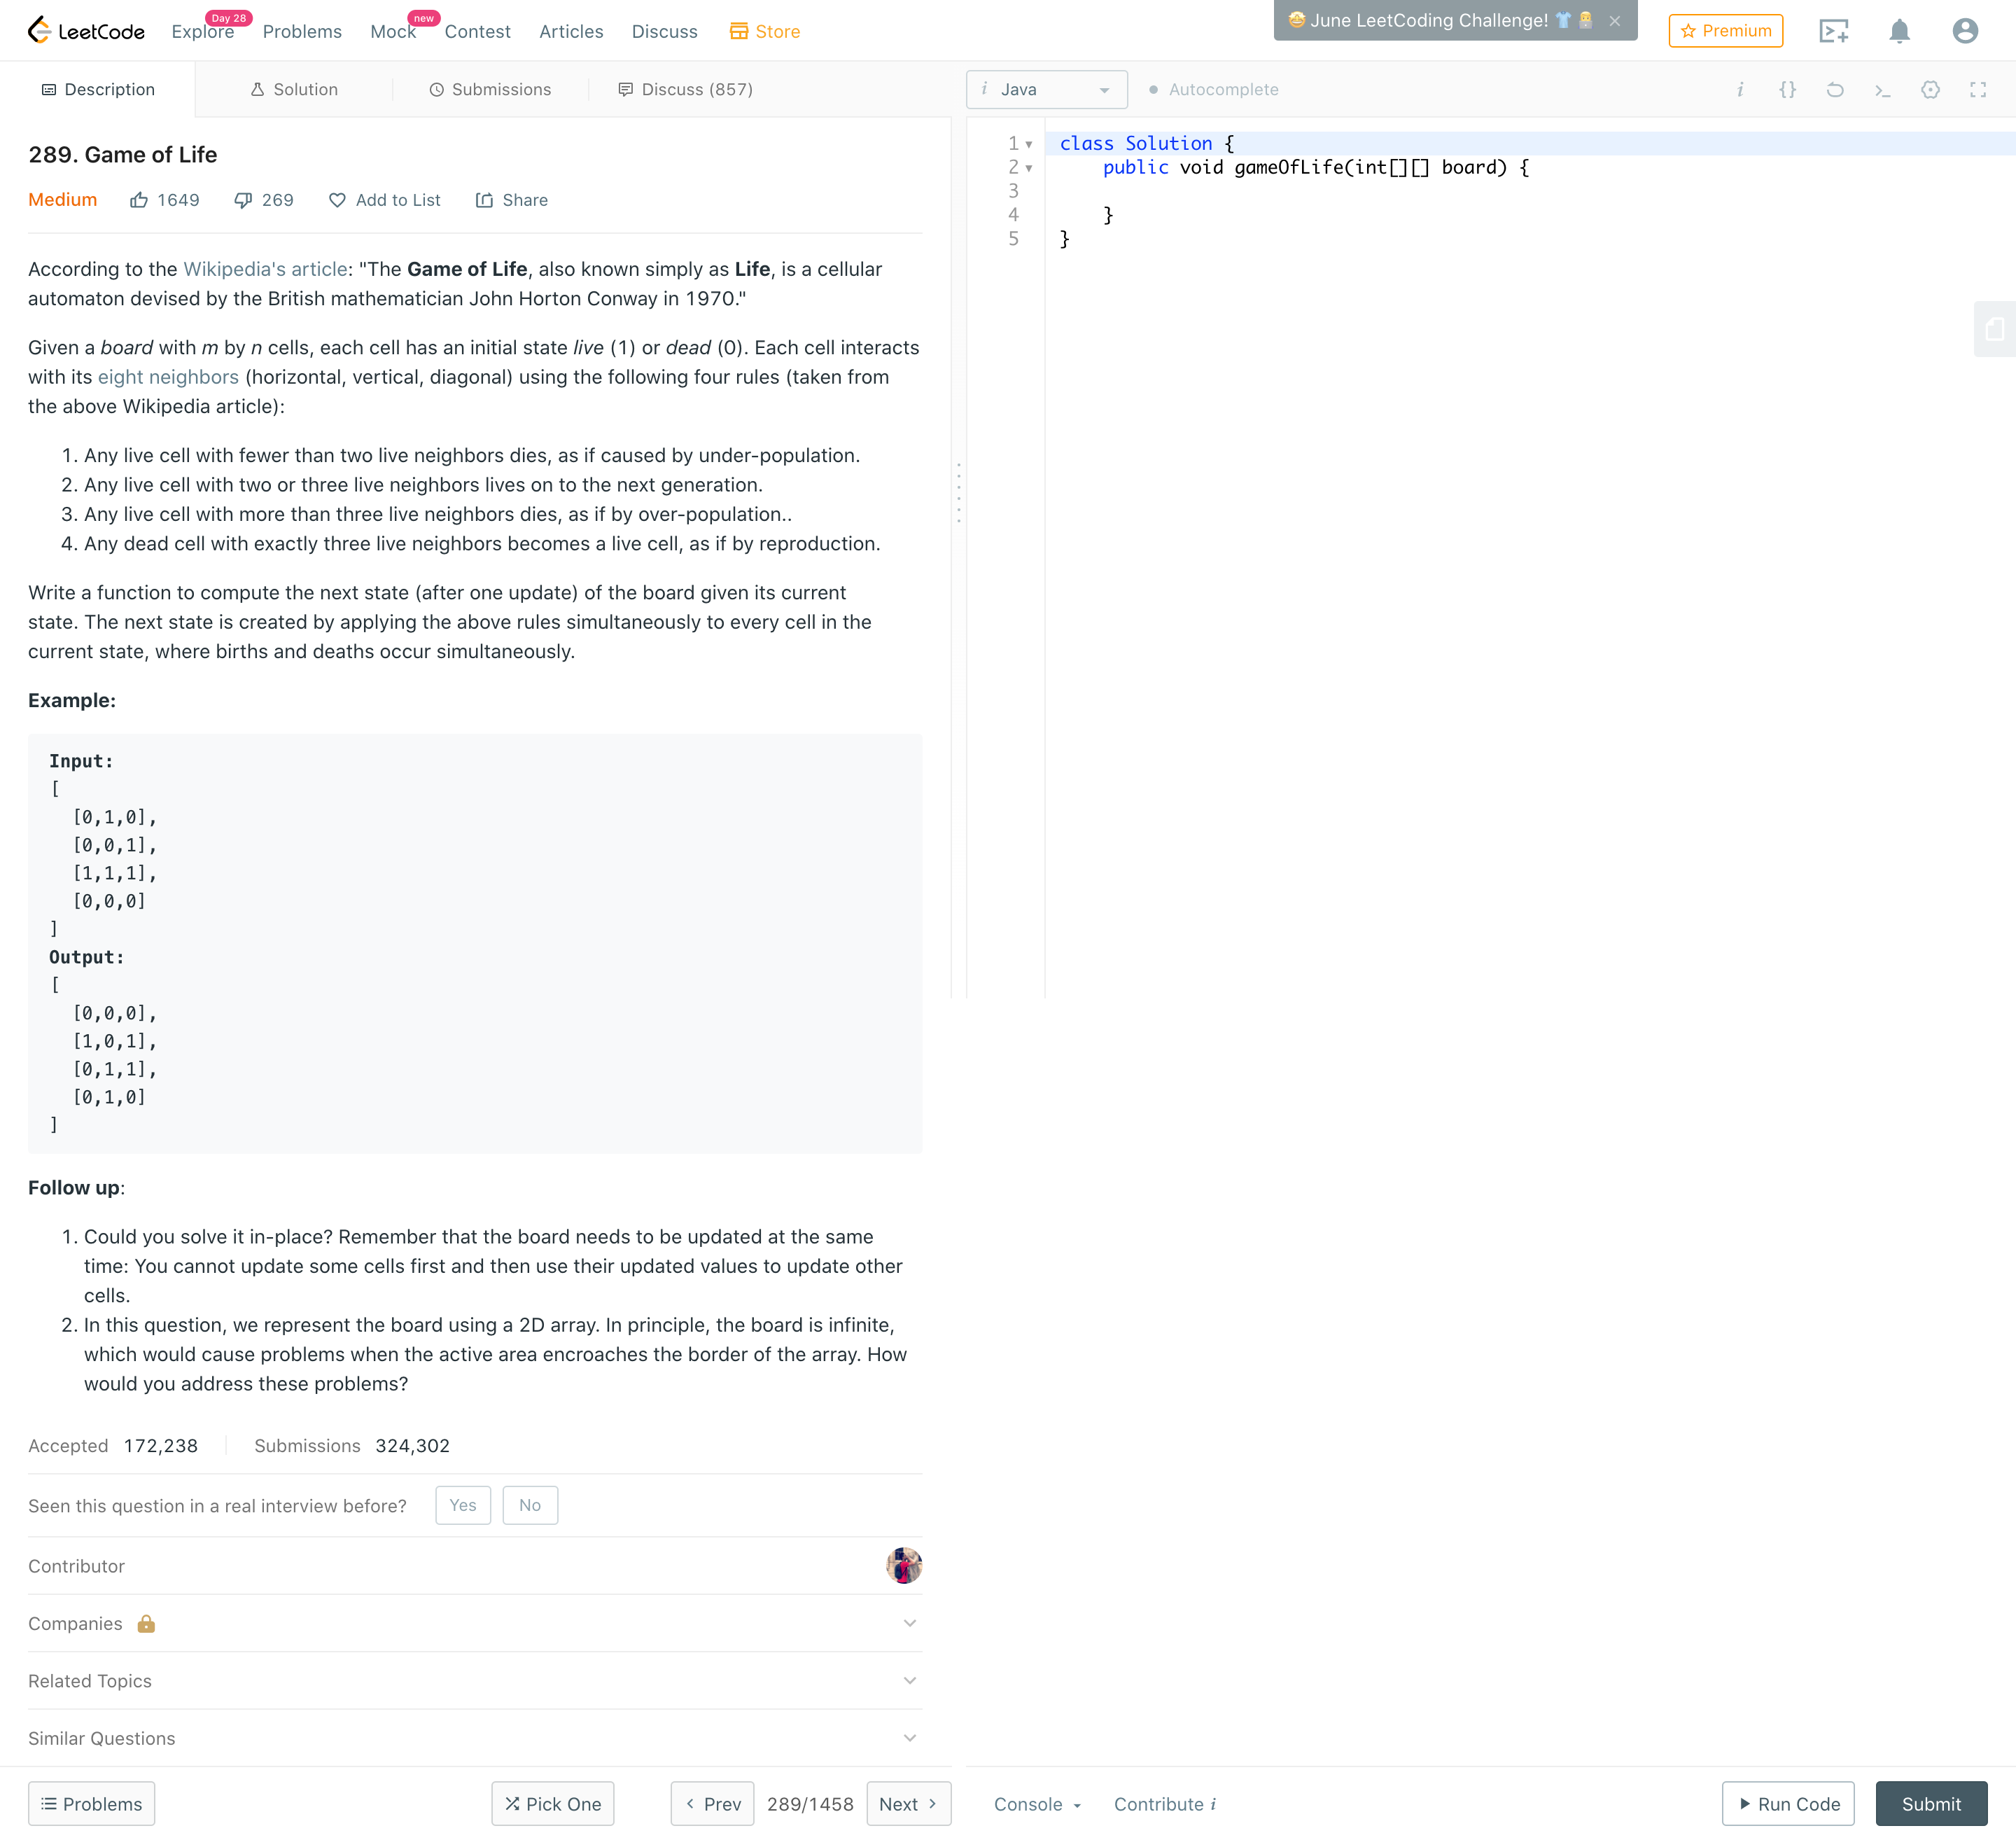 LeetCode Explore Day 28 Problems Mock new Contest Articles Discuss Store 🤩 June LeetCoding Challenge! 👕 × Premium
Description Solution Submissions Discuss (857) i Java Autocomplete i {}
289. Game of Life
Medium 1649 269 Add to List Share
According to the Wikipedia's article: "The Game of Life, also known simply as Life, is a cellular
automaton devised by the British mathematician John Horton Conway in 1970."
Given a board with m by n cells, each cell has an initial state live (1) or dead (0). Each cell interacts
with its eight neighbors (horizontal, vertical, diagonal) using the following four rules (taken from
the above Wikipedia article):
1. Any live cell with fewer than two live neighbors dies, as if caused by under-population.
2. Any live cell with two or three live neighbors lives on to the next generation.
3. Any live cell with more than three live neighbors dies, as if by over-population..
4. Any dead cell with exactly three live neighbors becomes a live cell, as if by reproduction.
Write a function to compute the next state (after one update) of the board given its current
state. The next state is created by applying the above rules simultaneously to every cell in the
current state, where births and deaths occur simultaneously.
Example:
Input:
[
  [0,1,0],
  [0,0,1],
  [1,1,1],
  [0,0,0]
]
Output:
[
  [0,0,0],
  [1,0,1],
  [0,1,1],
  [0,1,0]
]
Follow up:
1. Could you solve it in-place? Remember that the board needs to be updated at the same
time: You cannot update some cells first and then use their updated values to update other
cells.
2. In this question, we represent the board using a 2D array. In principle, the board is infinite,
which would cause problems when the active area encroaches the border of the array. How
would you address these problems?
Accepted 172,238 Submissions 324,302
Seen this question in a real interview before? Yes No
Contributor
Companies
Related Topics
Similar Questions
Problems Pick One Prev 289/1458 Next
1 class Solution {
2     public void gameOfLife(int[][] board) {
3
4     }
5 }
Console Contribute i Run Code Submit